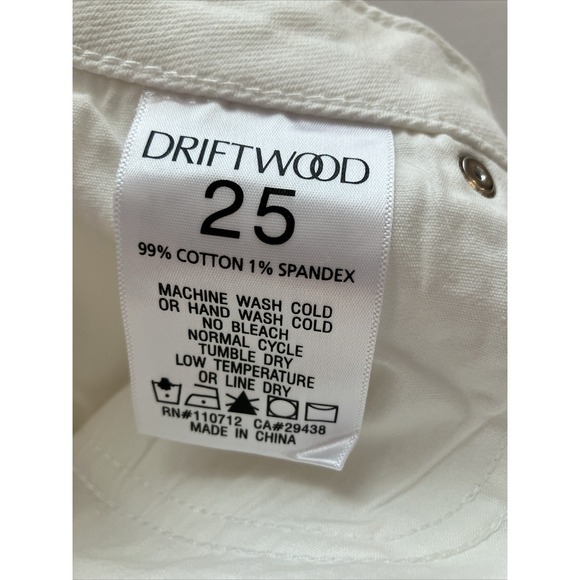 DRIFTWOOD
25
99% COTTON 1% SPANDEX
MACHINE WASH COLD
OR HAND WASH COLD
NO BLEACH
NORMAL CYCLE
TUMBLE DRY
LOW TEMPERATURE
OR LINE DRY
RN#110712 CA#29438
MADE IN CHINA